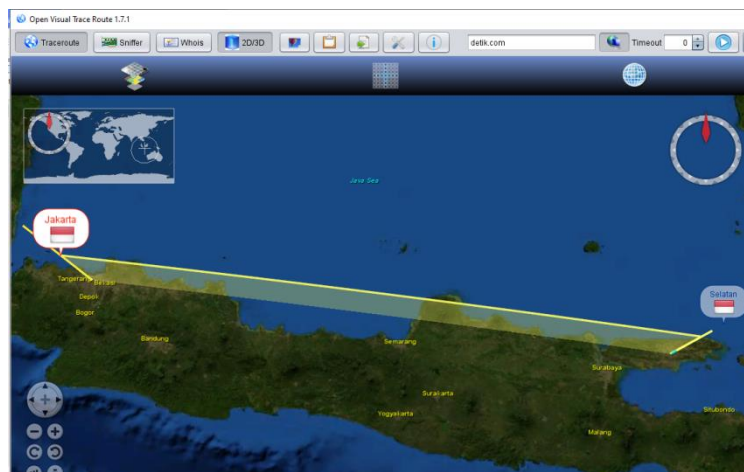 Open Visual Trace Route 1.7.1
Traceroute Sniffer Whois 2D/3D detik.com Timeout 0
Java Sea
Jakarta
Tangerang Bekasi
Depok
Bogor
Bandung
Semarang
Selatan
Surabaya
Surakarta
Yogyakarta
Situbondo
Malang